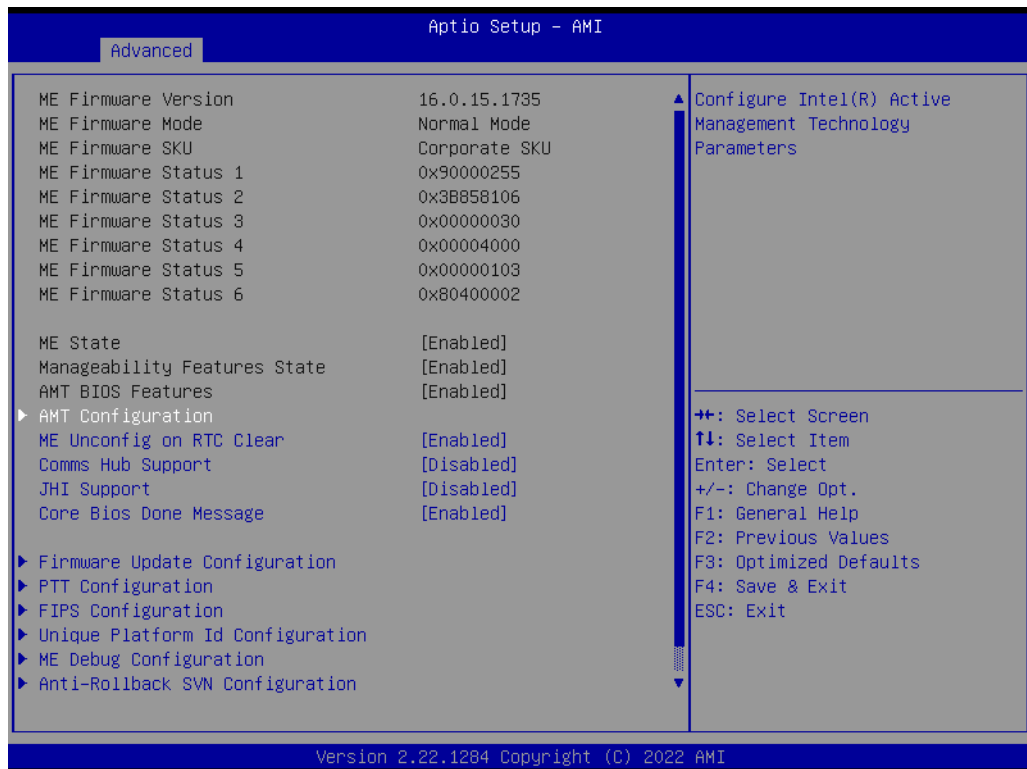 Aptio Setup – AMI
Advanced
ME Firmware Version 16.0.15.1735
ME Firmware Mode Normal Mode
ME Firmware SKU Corporate SKU
ME Firmware Status 1 0x90000255
ME Firmware Status 2 0x3B858106
ME Firmware Status 3 0x00000030
ME Firmware Status 4 0x00004000
ME Firmware Status 5 0x00000103
ME Firmware Status 6 0x80400002
ME State [Enabled]
Manageability Features State [Enabled]
AMT BIOS Features [Enabled]
AMT Configuration
ME Unconfig on RTC Clear [Enabled]
Comms Hub Support [Disabled]
JHI Support [Disabled]
Core Bios Done Message [Enabled]
Firmware Update Configuration
PTT Configuration
FIPS Configuration
Unique Platform Id Configuration
ME Debug Configuration
Anti-Rollback SVN Configuration
Configure Intel(R) Active
Management Technology
Parameters
→←: Select Screen
↑↓: Select Item
Enter: Select
+/-: Change Opt.
F1: General Help
F2: Previous Values
F3: Optimized Defaults
F4: Save & Exit
ESC: Exit
Version 2.22.1284 Copyright (C) 2022 AMI